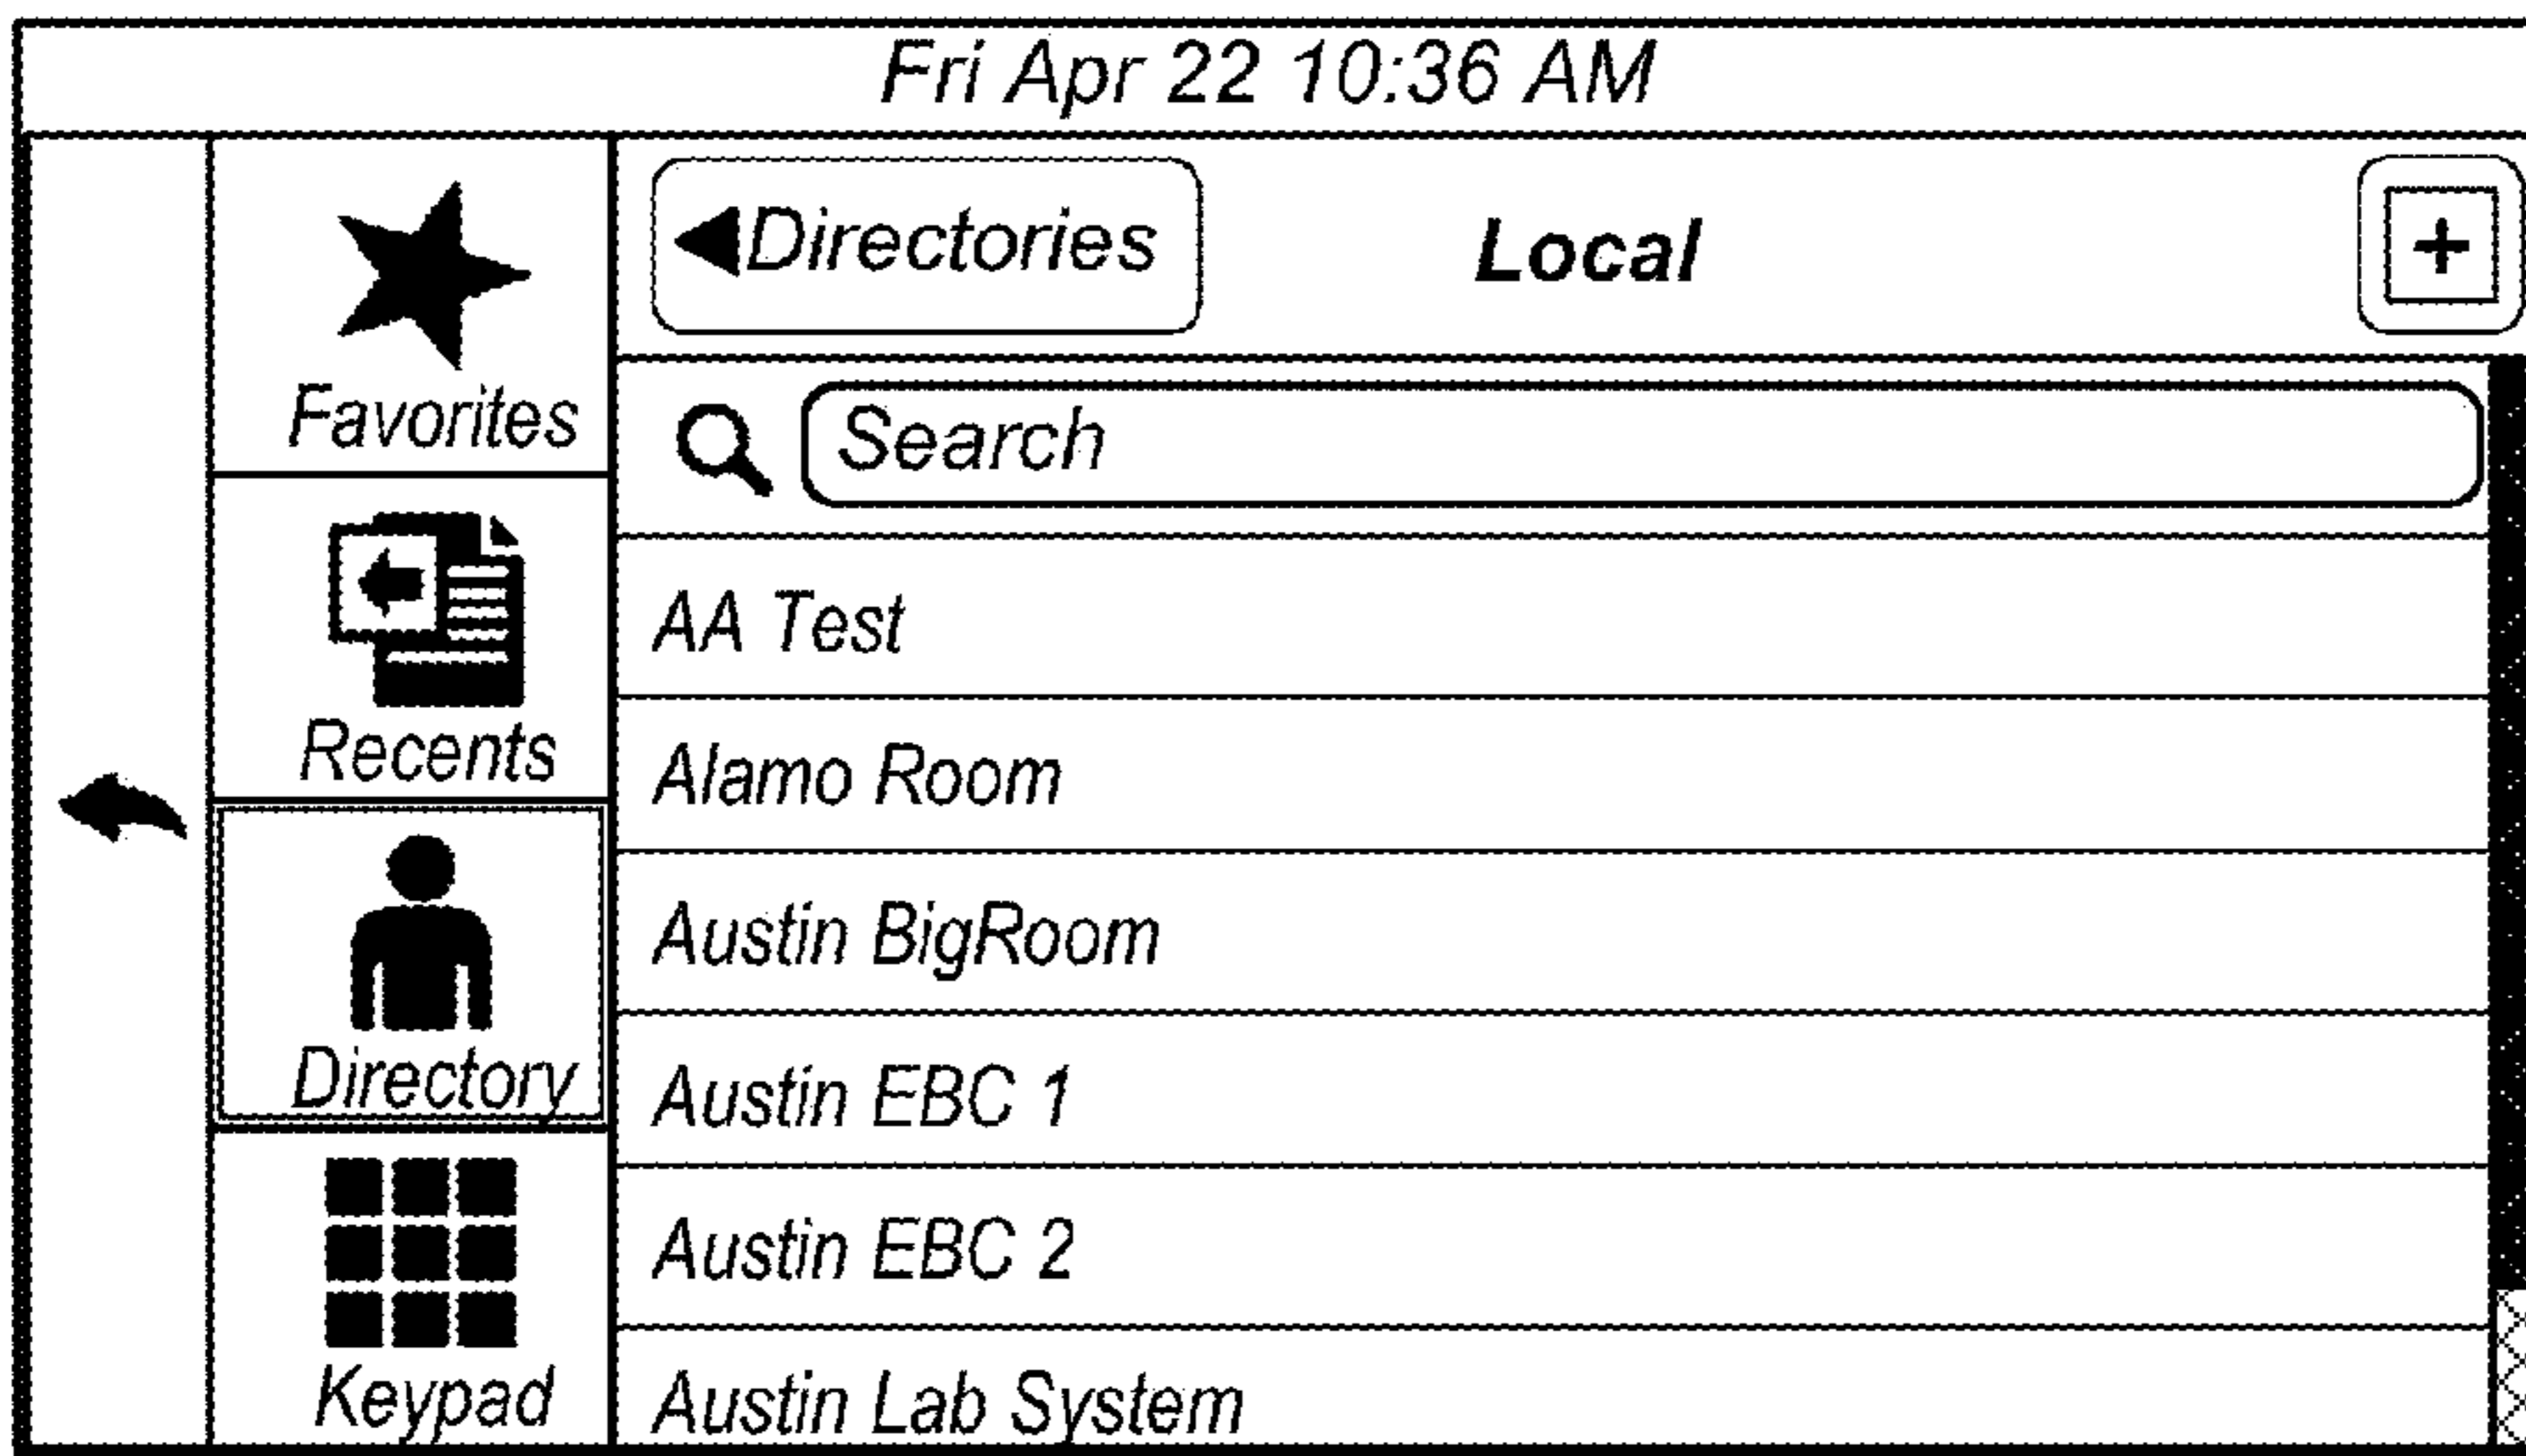 Fri Apr 22 10:36 AM
Favorites
Recents
Directory
Keypad
◀Directories
Local
+
Search
AA Test
Alamo Room
Austin BigRoom
Austin EBC 1
Austin EBC 2
Austin Lab System